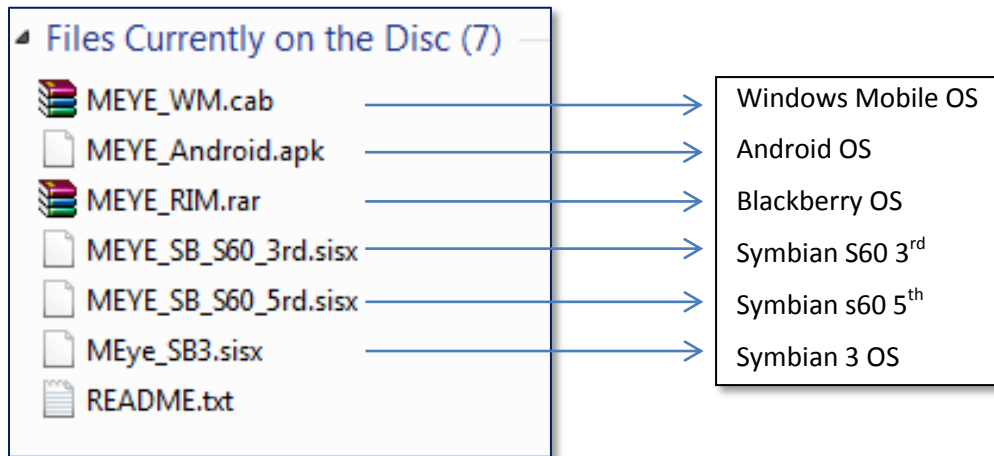 Files Currently on the Disc (7)
MEYE_WM.cab
MEYE_Android.apk
MEYE_RIM.rar
MEYE_SB_S60_3rd.sisx
MEYE_SB_S60_5rd.sisx
MEye_SB3.sisx
README.txt
Windows Mobile OS
Android OS
Blackberry OS
Symbian S60 3rd
Symbian s60 5th
Symbian 3 OS